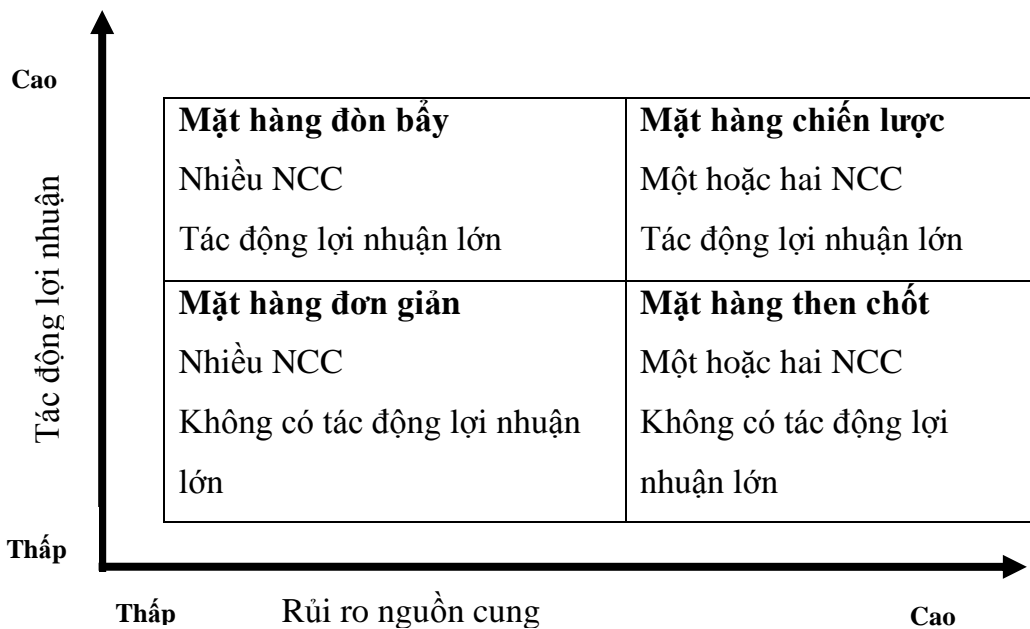 Cao
Tác động lợi nhuận
Mặt hàng đòn bẩy
Nhiều NCC
Tác động lợi nhuận lớn
Mặt hàng chiến lược
Một hoặc hai NCC
Tác động lợi nhuận lớn
Mặt hàng đơn giản
Nhiều NCC
Không có tác động lợi nhuận
lớn
Mặt hàng then chốt
Một hoặc hai NCC
Không có tác động lợi
nhuận lớn
Thấp
Thấp
Rủi ro nguồn cung
Cao